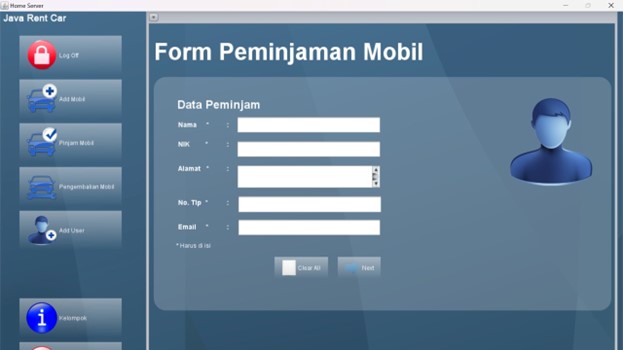 Home Server
Java Rent Car
Log Off
Add Mobil
Pinjam Mobil
Pengembalian Mobil
Add User
Kelompok
Form Peminjaman Mobil
Data Peminjam
Nama * :
NIK * :
Alamat * :
No. Tlp * :
Email * :
* Harus di isi
Clear All
Next